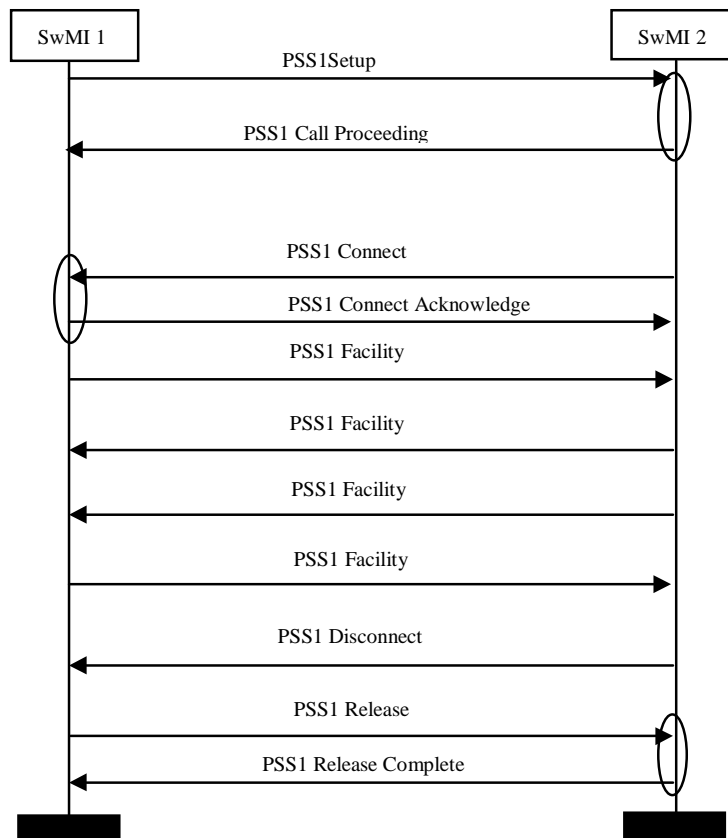 SwMI 1
SwMI 2
PSS1Setup
PSS1 Call Proceeding
PSS1 Connect
PSS1 Connect Acknowledge
PSS1 Facility
PSS1 Facility
PSS1 Facility
PSS1 Facility
PSS1 Disconnect
PSS1 Release
PSS1 Release Complete